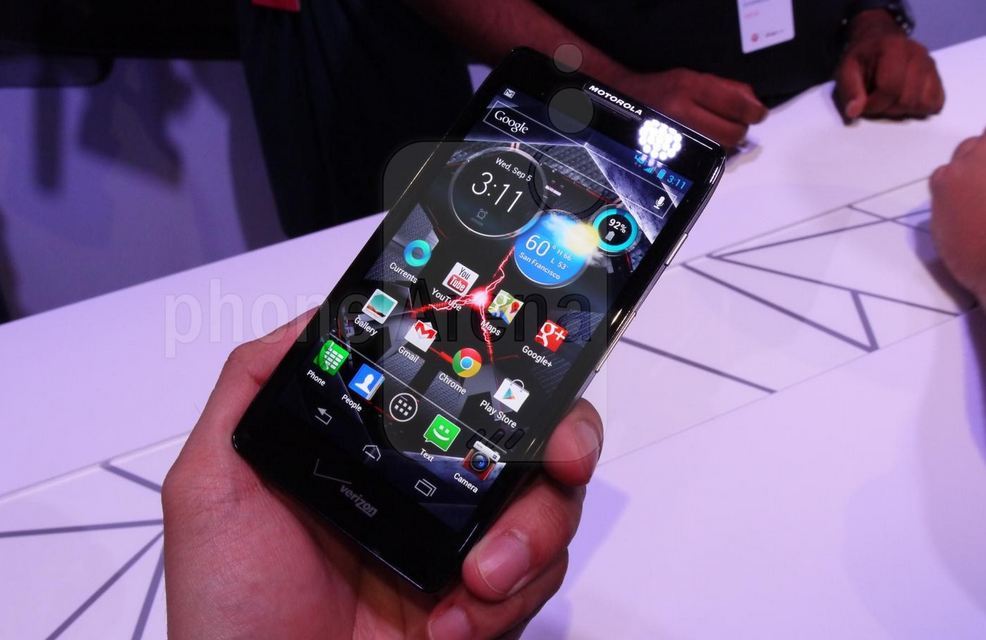 MOTOROLA
Google
3:11
Wed, Sep 5
3:11
92%
60° H 66
L 53
San Francisco
Currents
YouTube
Maps
Google+
Gallery
Gmail
Chrome
Play Store
Phone
People
Text
Camera
verizon
phoneArena